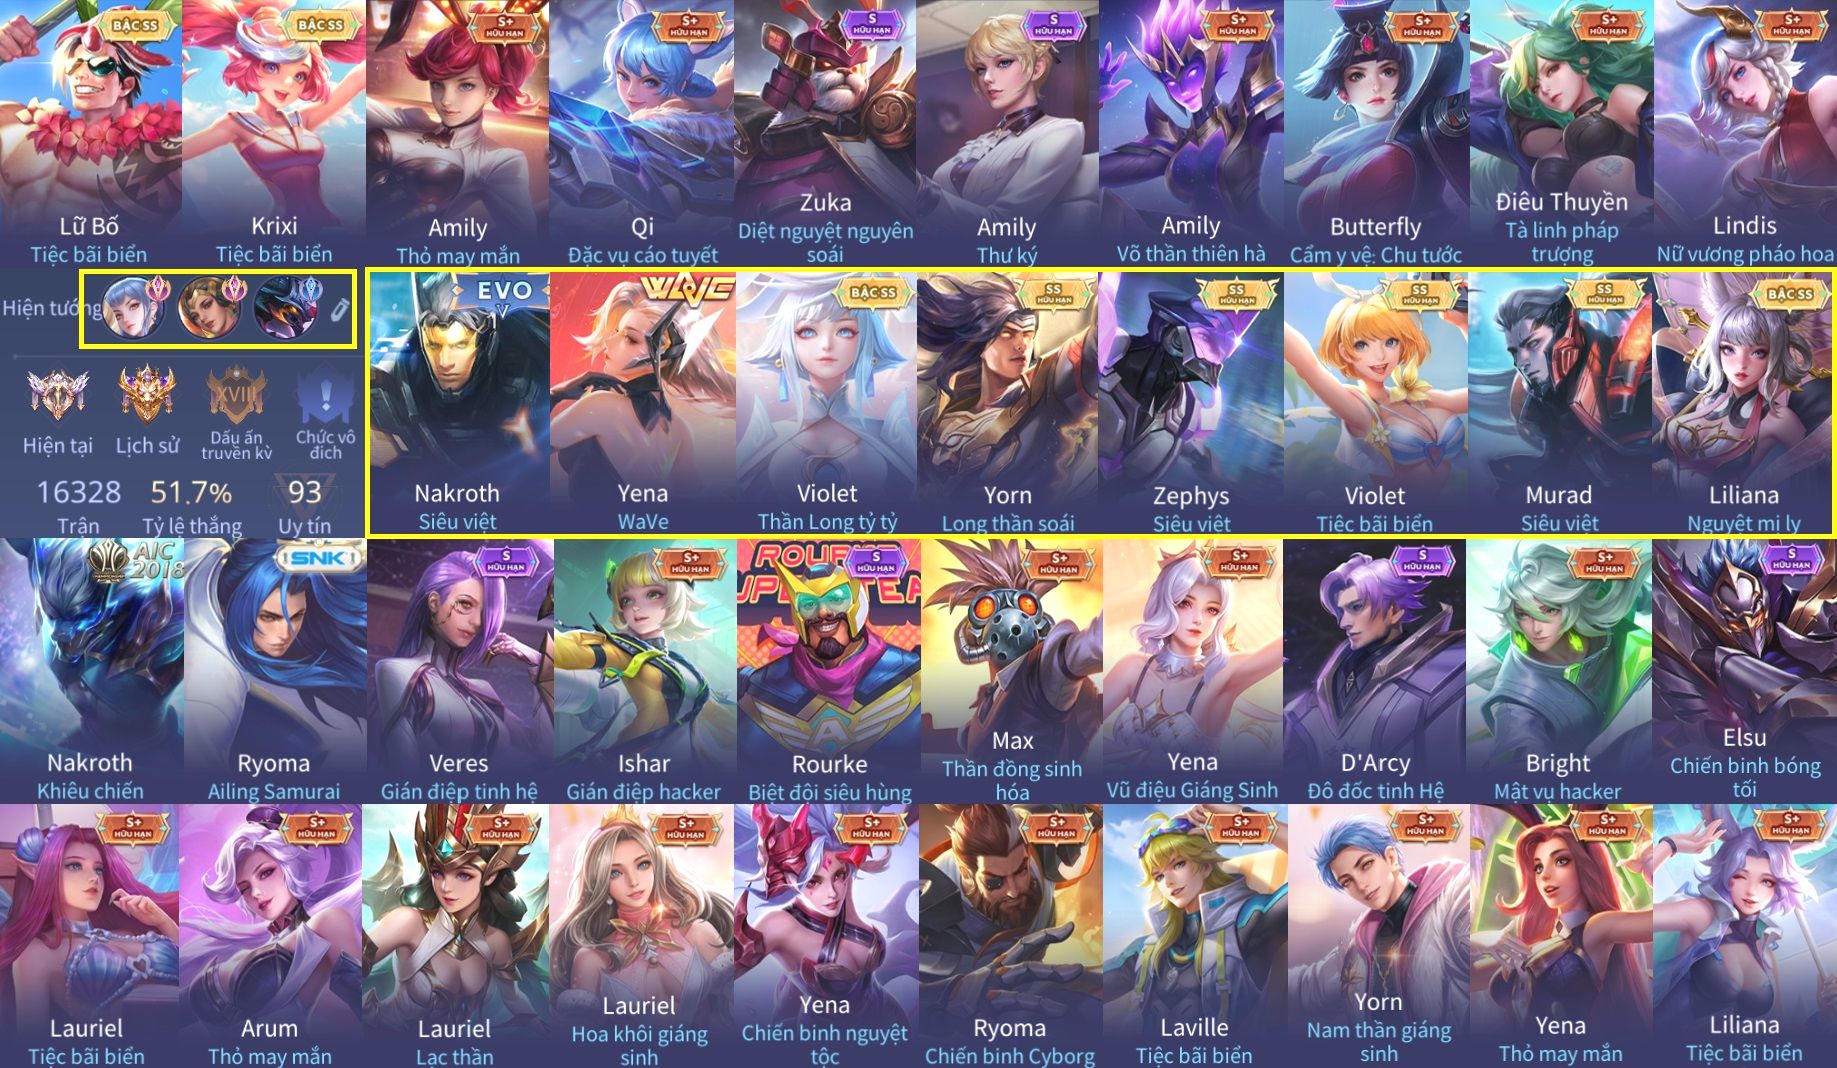 BẬC SS
Lữ Bố
Tiệc bãi biển
BẬC SS
Krixi
Tiệc bãi biển
S+
HỮU HẠN
Amily
Thỏ may mắn
S+
HỮU HẠN
Qi
Đặc vụ cáo tuyết
S
HỮU HẠN
Zuka
Diệt nguyệt nguyên
soái
S
HỮU HẠN
Amily
Thư ký
S+
HỮU HẠN
Amily
Võ thần thiên hà
S+
HỮU HẠN
Butterfly
Cẩm y vệ: Chu tước
S+
HỮU HẠN
Điêu Thuyền
Tà linh pháp
trượng
S+
HỮU HẠN
Lindis
Nữ vương pháo hoa
Hiện tướng
XVIII
Hiện tại
Lịch sử
Dấu ấn
truyền kỳ
Chức vô
địch
16328
Trận
51.7%
Tỷ lệ thắng
93
Uy tín
EVO
V
Nakroth
Siêu việt
WAVE
Yena
WaVe
BẬC SS
Violet
Thần Long tỷ tỷ
SS
HỮU HẠN
Yorn
Long thần soái
SS
HỮU HẠN
Zephys
Siêu việt
SS
HỮU HẠN
Violet
Tiệc bãi biển
SS
HỮU HẠN
Murad
Siêu việt
BẬC SS
Liliana
Nguyệt mị ly
AIC
2018
Nakroth
Khiêu chiến
SNK
Ryoma
Ailing Samurai
S
HỮU HẠN
Veres
Gián điệp tinh hệ
S+
HỮU HẠN
Ishar
Gián điệp hacker
S
HỮU HẠN
Rourke
Biệt đội siêu hùng
S+
HỮU HẠN
Max
Thần đồng sinh
hóa
S+
HỮU HẠN
Yena
Vũ điệu Giáng Sinh
S
HỮU HẠN
D'Arcy
Đô đốc tinh Hệ
S+
HỮU HẠN
Bright
Mật vụ hacker
S
HỮU HẠN
Elsu
Chiến binh bóng
tối
S+
HỮU HẠN
Lauriel
Tiệc bãi biển
S+
HỮU HẠN
Arum
Thỏ may mắn
S+
HỮU HẠN
Lauriel
Lạc thần
S+
HỮU HẠN
Lauriel
Hoa khôi giáng
sinh
S+
HỮU HẠN
Yena
Chiến binh nguyệt
tộc
S+
HỮU HẠN
Ryoma
Chiến binh Cyborg
S+
HỮU HẠN
Laville
Tiệc bãi biển
S+
HỮU HẠN
Yorn
Nam thần giáng
sinh
S+
HỮU HẠN
Yena
Thỏ may mắn
S+
HỮU HẠN
Liliana
Tiệc bãi biển